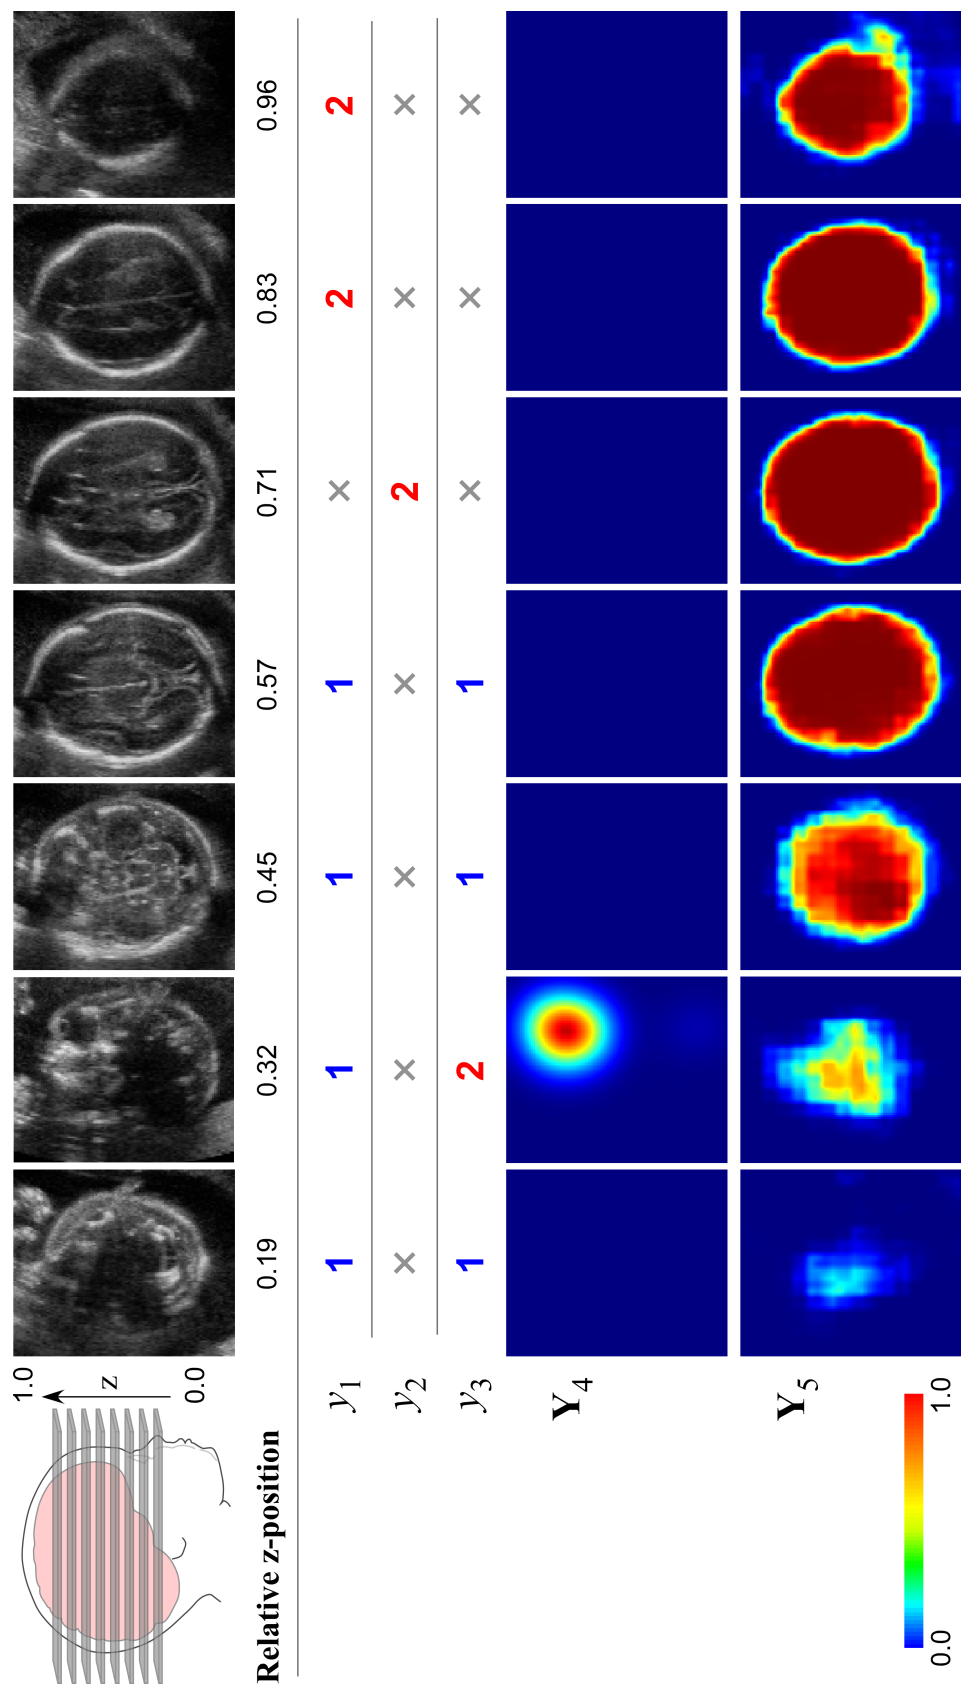 1.0
z
0.0
Relative z-position 0.19 0.32 0.45 0.57 0.71 0.83 0.96
y1 1 1 1 1 × 2 2
y2 × × × × 2 × ×
y3 1 2 1 1 × × ×
Y4
Y5
0.0 1.0